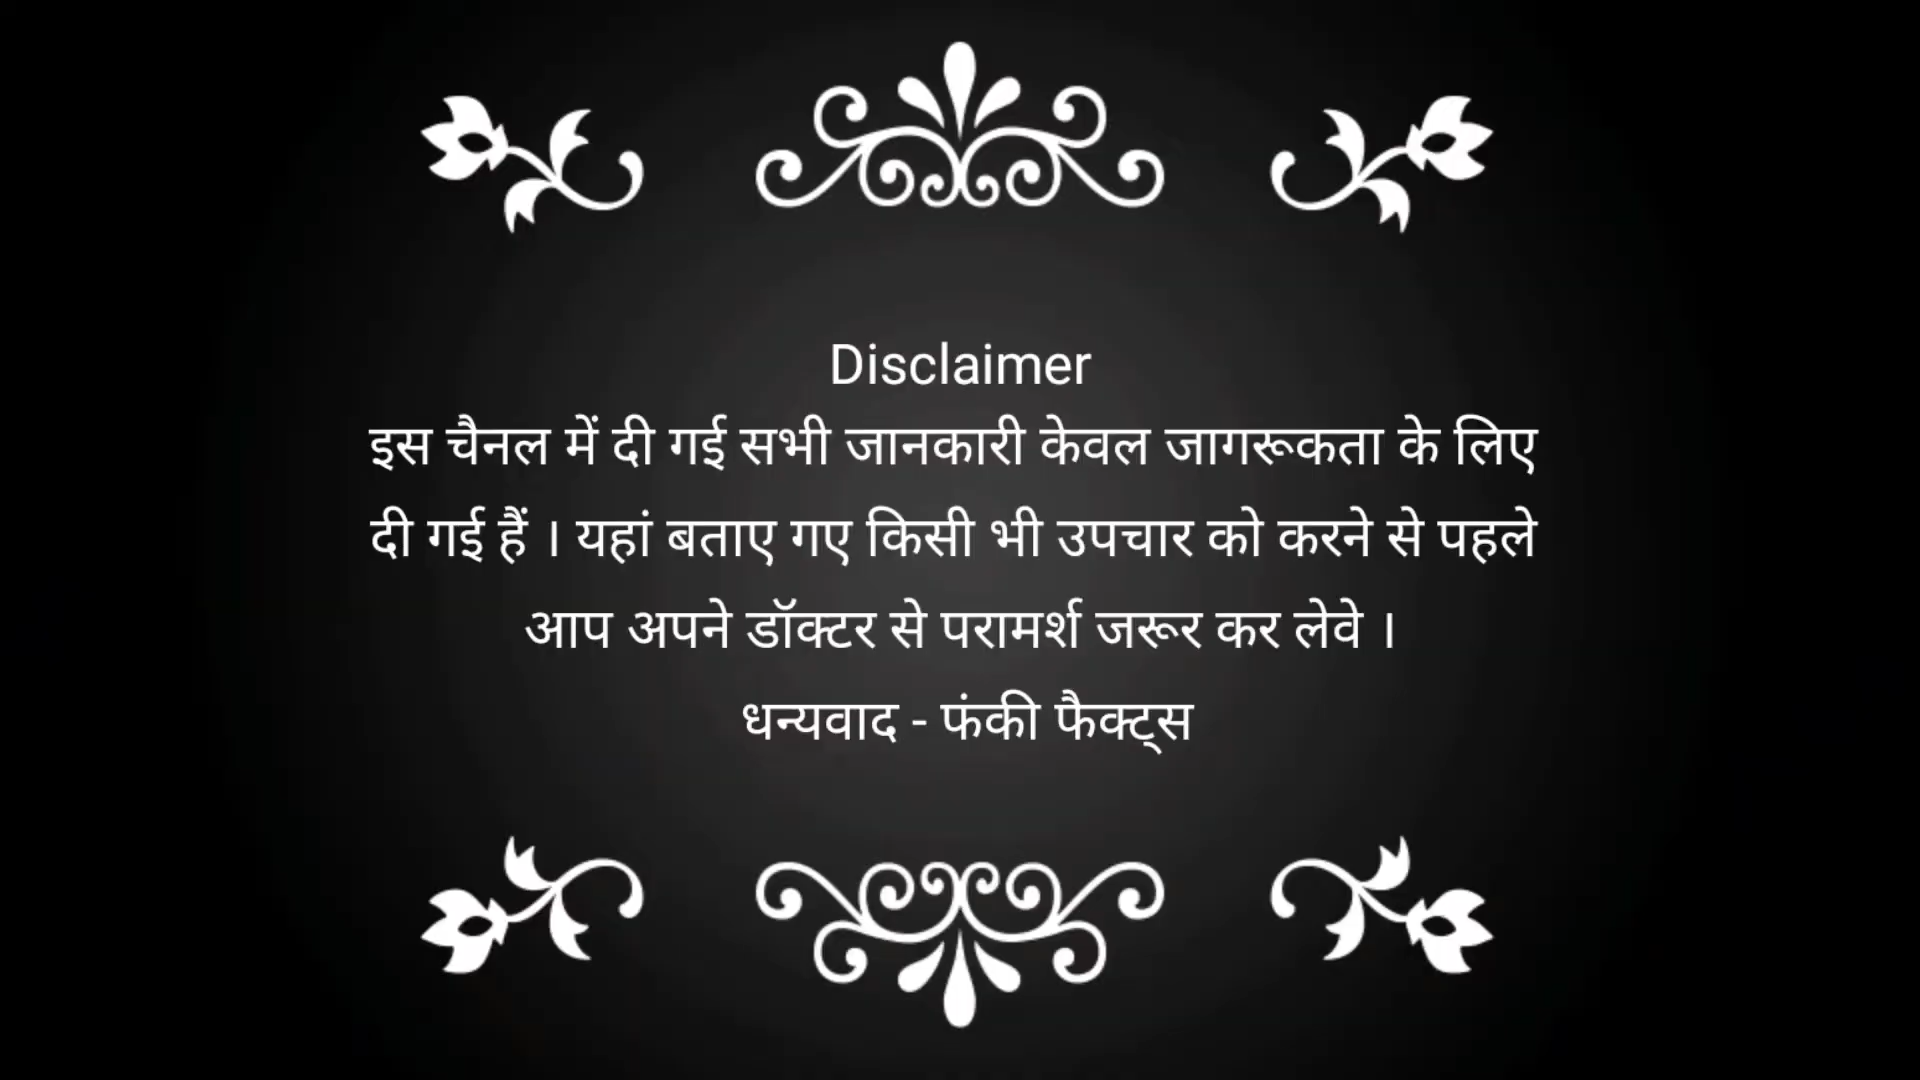 Disclaimer
इस चैनल में दी गई सभी जानकारी केवल जागरूकता के लिए
दी गई हैं । यहां बताए गए किसी भी उपचार को करने से पहले
आप अपने डॉक्टर से परामर्श जरूर कर लेवे ।
धन्यवाद - फंकी फैक्ट्स